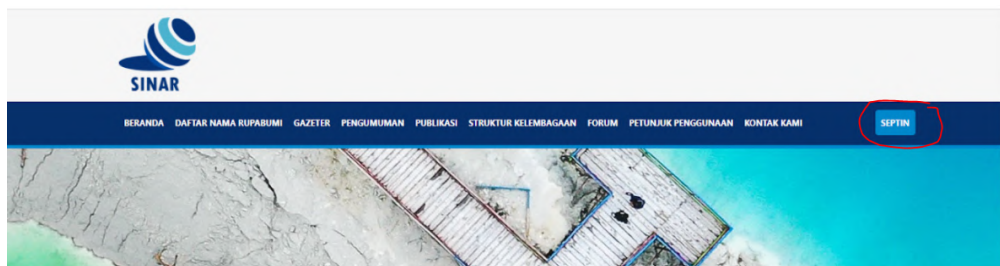 SINAR
BERANDA DAFTAR NAMA RUPABUMI GAZETER PENGUMUMAN PUBLIKASI STRUKTUR KELEMBAGAAN FORUM PETUNJUK PENGGUNAAN KONTAK KAMI SEPTIN